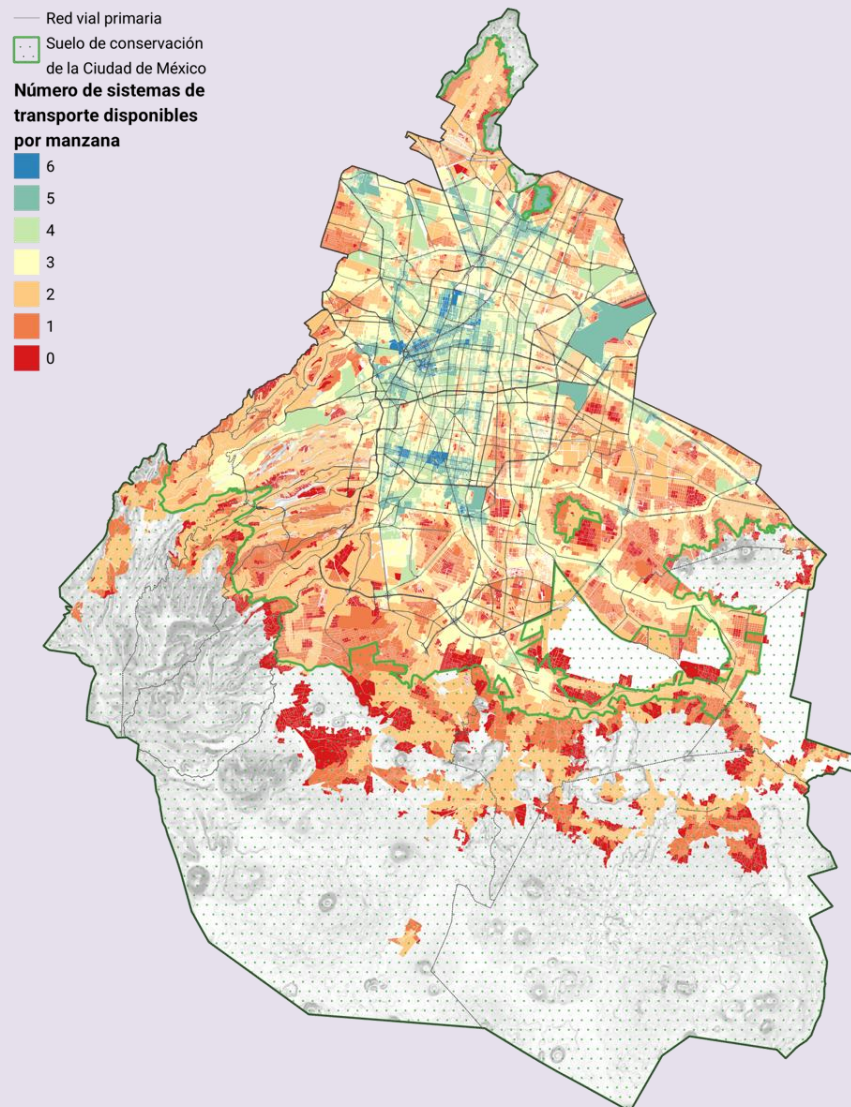 Red vial primaria
Suelo de conservación
de la Ciudad de México
Número de sistemas de
transporte disponibles
por manzana
6
5
4
3
2
1
0